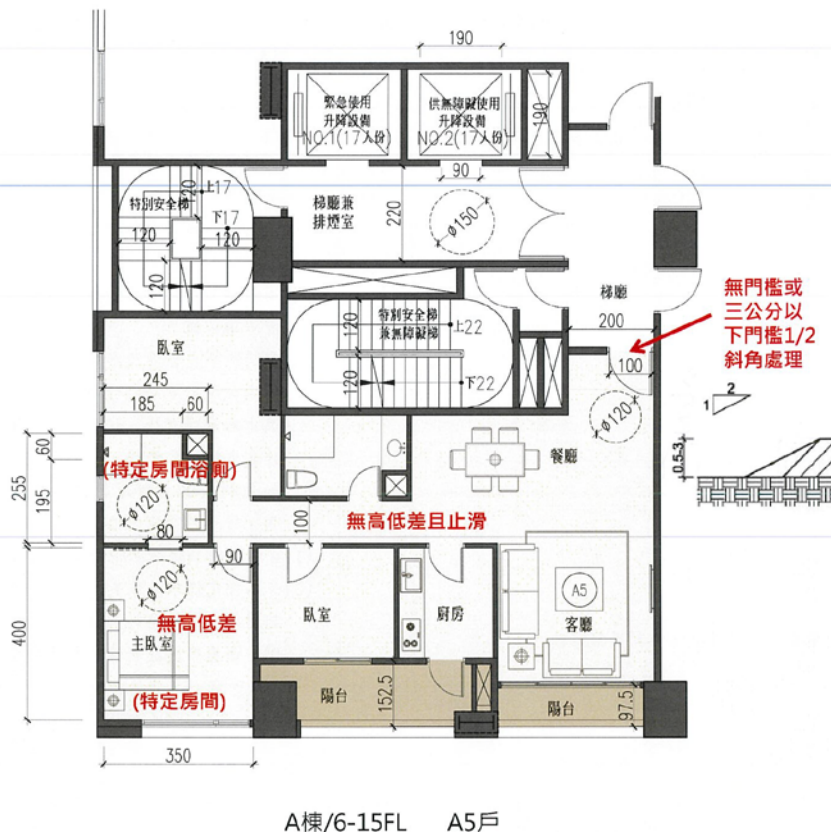 190
緊急使用
升降設備
NO.1(17人份)
供無障礙使用
升降設備
NO.2(17人份)
190
90
特別安全梯
120
上17
下17
120
120
120
梯廳兼
排煙室
220
φ150
梯廳
200
無門檻或
三公分以
下門檻1/2
斜角處理
特別安全梯
兼無障礙梯
120
上22
120
下22
100
φ120
2
1
0.5-3
臥室
245
185
60
餐廳
60
255
195
(特定房間浴廁)
φ120
80
90
100
無高低差且止滑
φ120
無高低差
主臥室
(特定房間)
400
臥室
廚房
A5
客廳
陽台
152.5
陽台
97.5
350
A棟/6-15FL A5戶